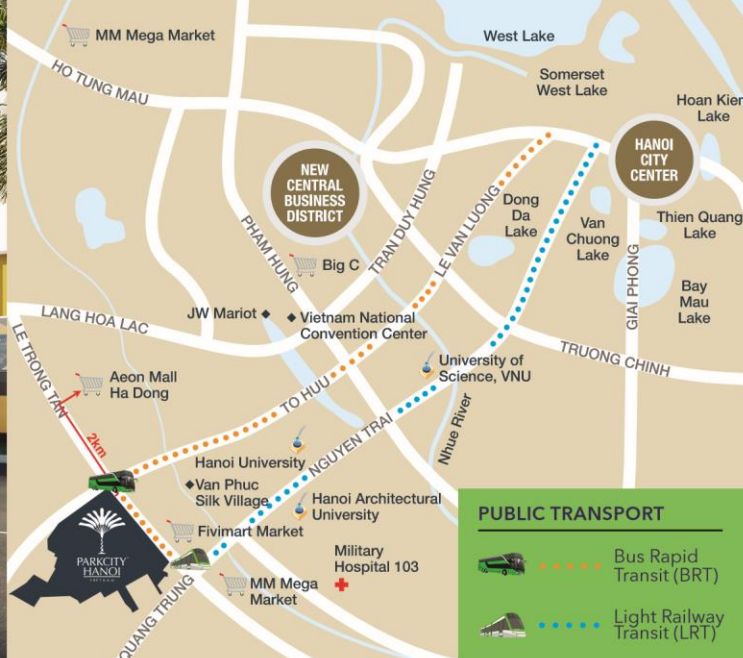 MM Mega Market
West Lake
HO TUNG MAU
Somerset
West Lake
Hoan Kien
Lake
HANOI
CITY
CENTER
NEW
CENTRAL
BUSINESS
DISTRICT
TRAN DUY HUNG
LE VAN LUONG
Dong
Da
Lake
Van
Chuong
Lake
Thien Quang
Lake
PHAM HUNG
Big C
GIAI PHONG
Bay
Mau
Lake
LANG HOA LAC
JW Mariot
Vietnam National
Convention Center
TRUONG CHINH
LE TRONG TAN
Aeon Mall
Ha Dong
University of
Science, VNU
TO HUU
2km
NGUYEN TRAI
Nhue River
Hanoi University
Van Phuc
Silk Village
Hanoi Architectural
University
Fivimart Market
PARKCITY
HANOI
VIETNAM
Military
Hospital 103
MM Mega
Market
QUANG TRUNG
PUBLIC TRANSPORT
Bus Rapid
Transit (BRT)
Light Railway
Transit (LRT)